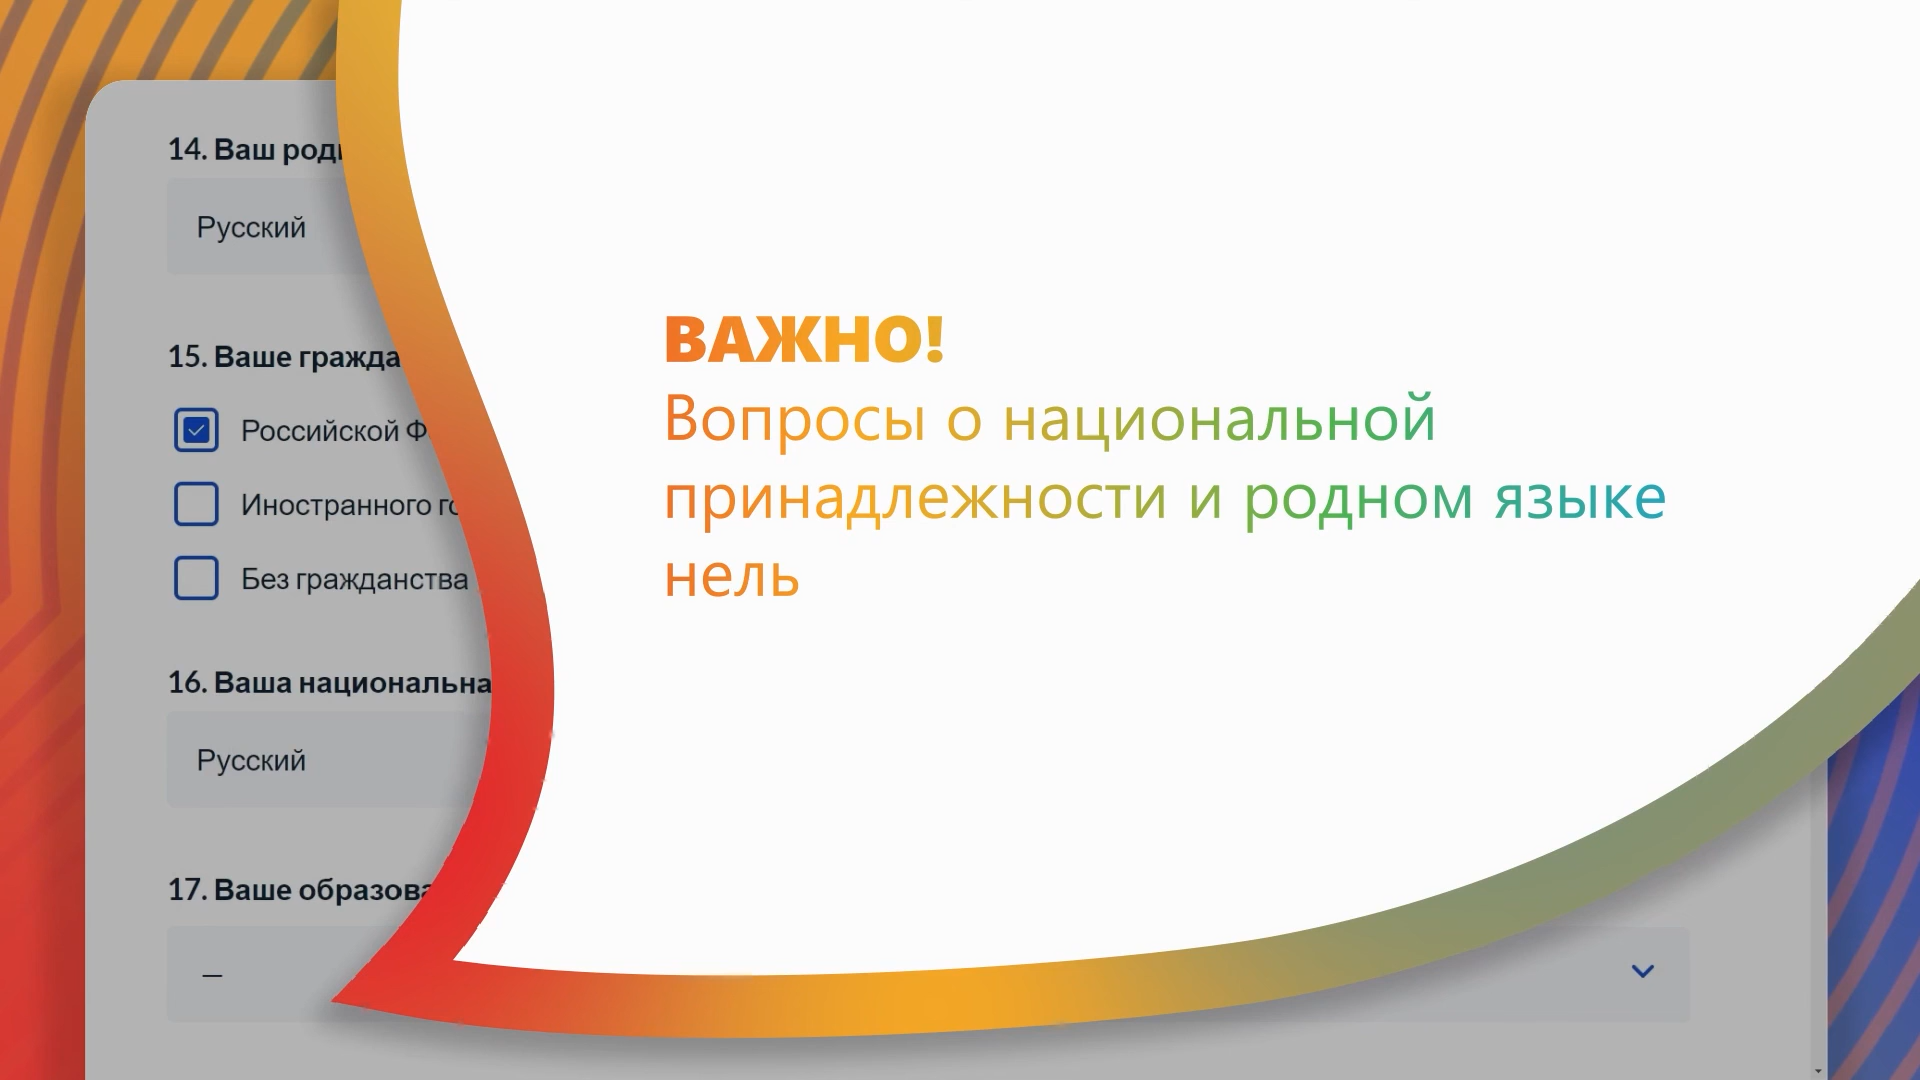 14. Ваш род
Русский
15. Ваше гражда
Российской Ф
Иностранного го
Без гражданства
16. Ваша национальна
Русский
17. Ваше образова
—
ВАЖНО!
Вопросы о национальной
принадлежности и родном языке
нель